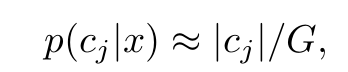 p(c_j|x) ≈ |c_j|/G,